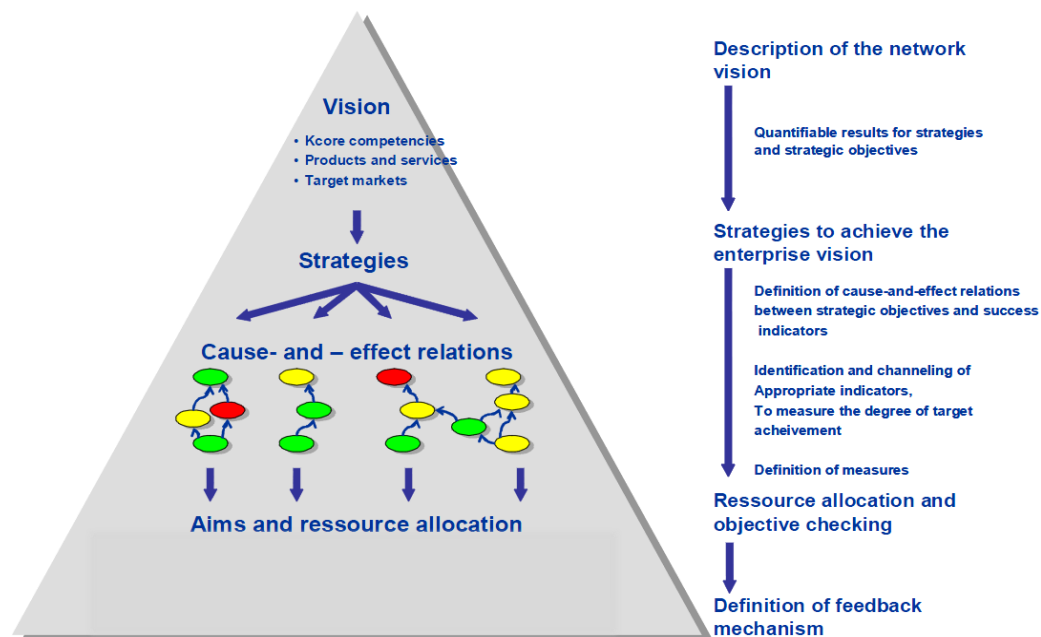 Vision
• Kcore competencies
• Products and services
• Target markets
Strategies
Cause- and – effect relations
Aims and ressource allocation
Description of the network
vision
Quantifiable results for strategies
and strategic objectives
Strategies to achieve the
enterprise vision
Definition of cause-and-effect relations
between strategic objectives and success
indicators
Identification and channeling of
Appropriate indicators,
To measure the degree of target
acheivement
Definition of measures
Ressource allocation and
objective checking
Definition of feedback
mechanism